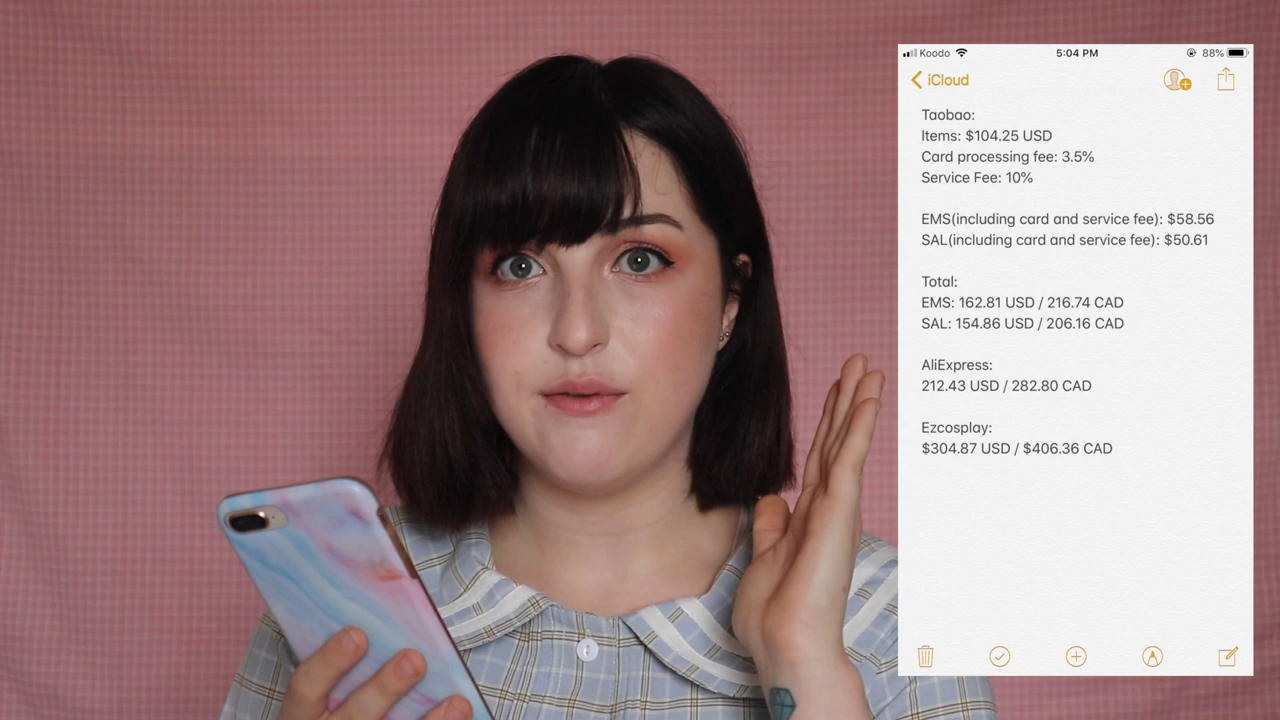 Koodo 5:04 PM 88%
iCloud
Taobao:
Items: $104.25 USD
Card processing fee: 3.5%
Service Fee: 10%
EMS(including card and service fee): $58.56
SAL(including card and service fee): $50.61
Total:
EMS: 162.81 USD / 216.74 CAD
SAL: 154.86 USD / 206.16 CAD
AliExpress:
212.43 USD / 282.80 CAD
Ezcosplay:
$304.87 USD / $406.36 CAD